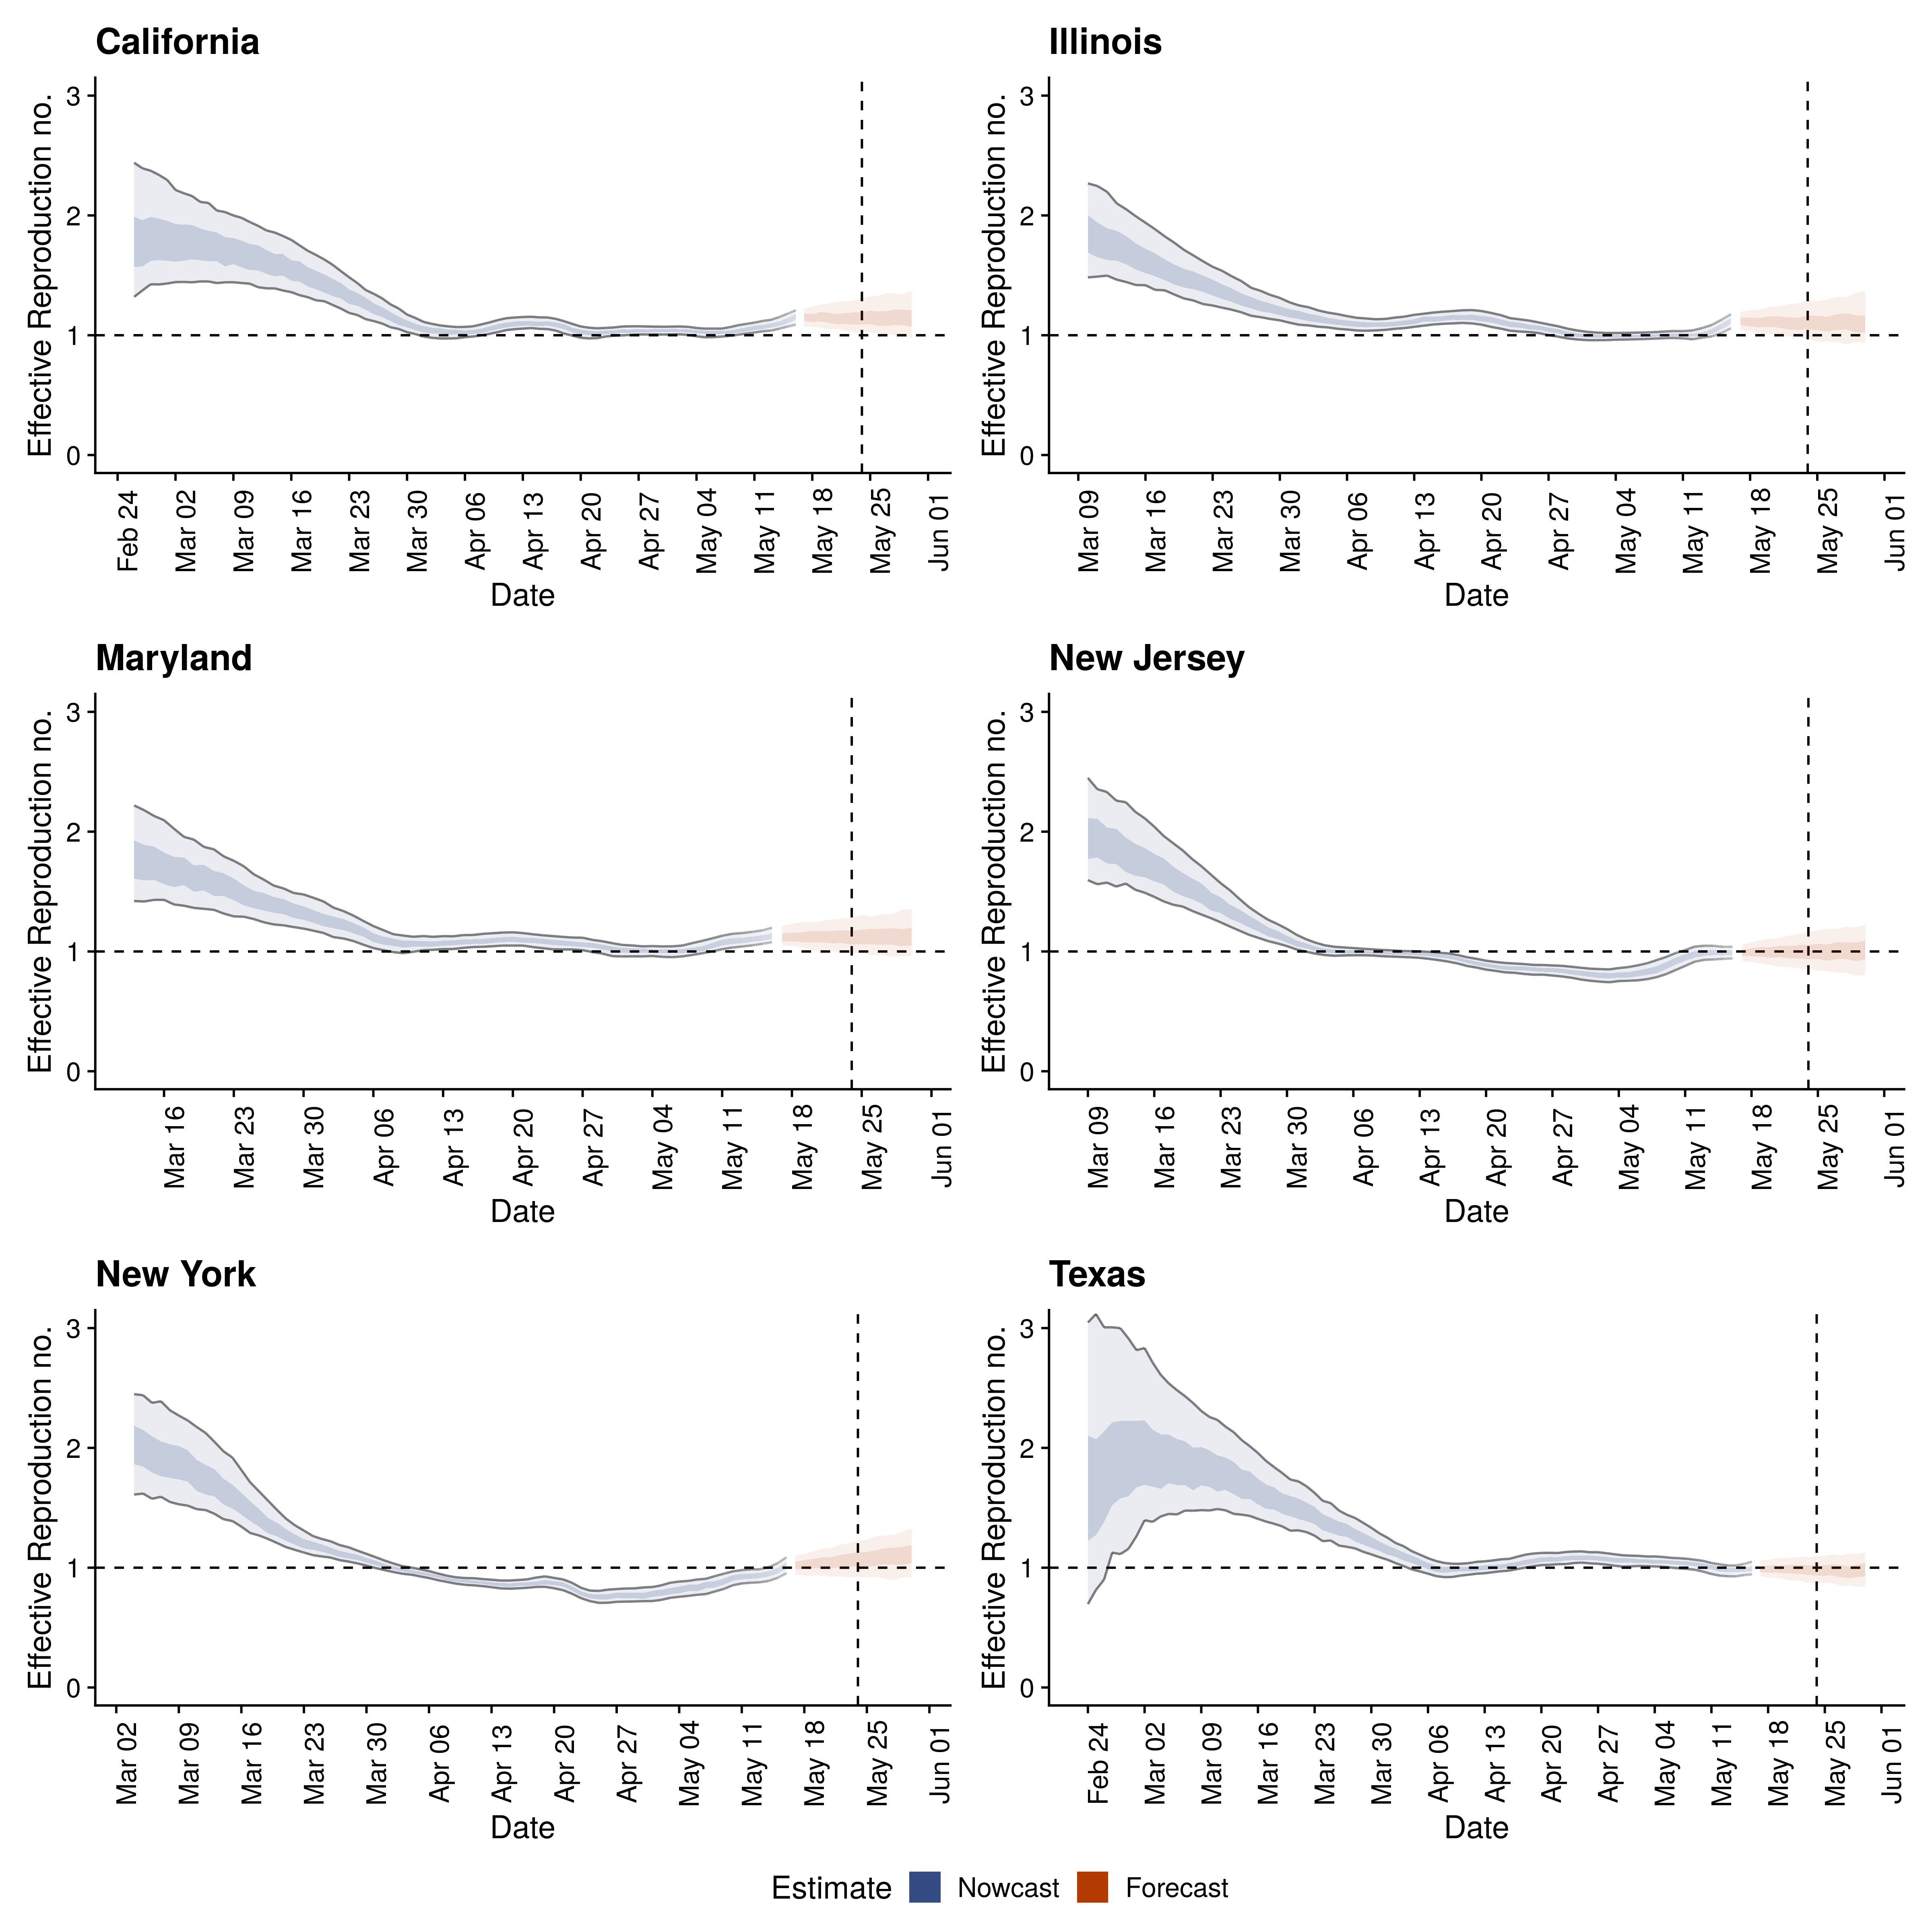 California
Effective Reproduction no.
3
2
1
0
Feb 24
Mar 02
Mar 09
Mar 16
Mar 23
Mar 30
Apr 06
Apr 13
Apr 20
Apr 27
May 04
May 11
May 18
May 25
Jun 01
Date
Illinois
Effective Reproduction no.
3
2
1
0
Mar 09
Mar 16
Mar 23
Mar 30
Apr 06
Apr 13
Apr 20
Apr 27
May 04
May 11
May 18
May 25
Jun 01
Date
Maryland
Effective Reproduction no.
3
2
1
0
Mar 16
Mar 23
Mar 30
Apr 06
Apr 13
Apr 20
Apr 27
May 04
May 11
May 18
May 25
Jun 01
Date
New Jersey
Effective Reproduction no.
3
2
1
0
Mar 09
Mar 16
Mar 23
Mar 30
Apr 06
Apr 13
Apr 20
Apr 27
May 04
May 11
May 18
May 25
Jun 01
Date
New York
Effective Reproduction no.
3
2
1
0
Mar 02
Mar 09
Mar 16
Mar 23
Mar 30
Apr 06
Apr 13
Apr 20
Apr 27
May 04
May 11
May 18
May 25
Jun 01
Date
Texas
Effective Reproduction no.
3
2
1
0
Feb 24
Mar 02
Mar 09
Mar 16
Mar 23
Mar 30
Apr 06
Apr 13
Apr 20
Apr 27
May 04
May 11
May 18
May 25
Jun 01
Date
Estimate Nowcast Forecast